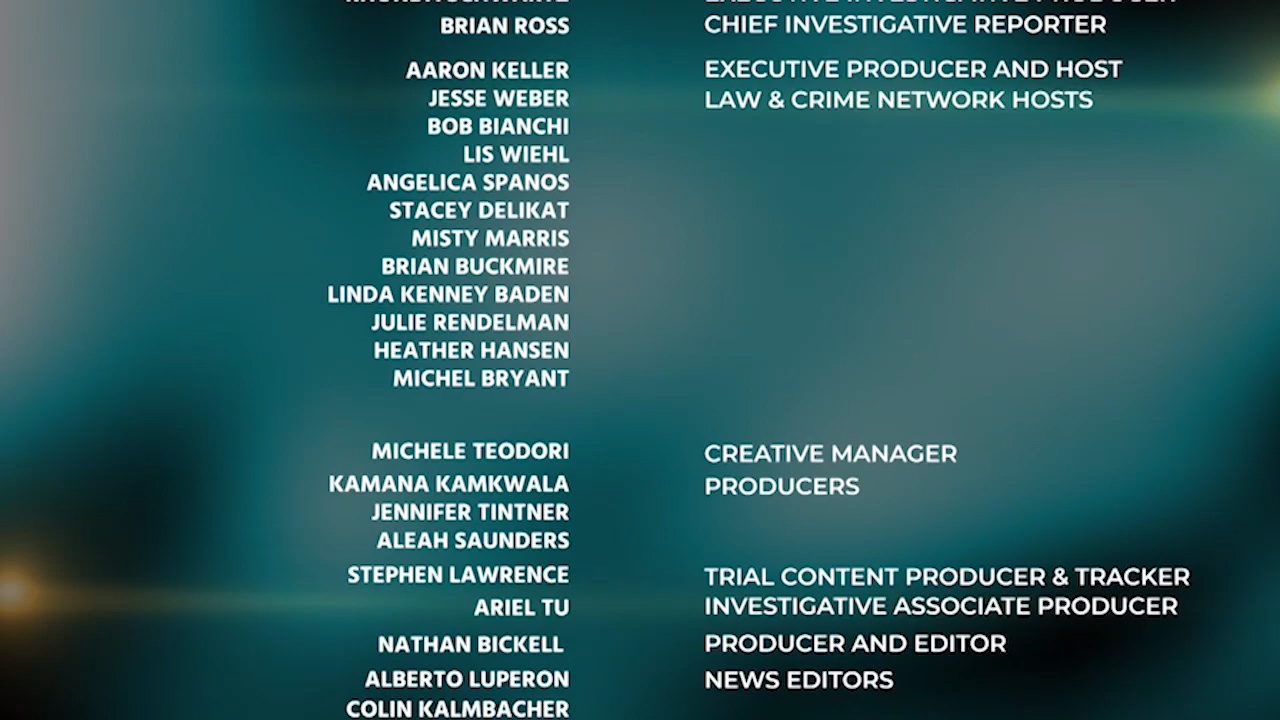 BRIAN ROSS CHIEF INVESTIGATIVE REPORTER
AARON KELLER EXECUTIVE PRODUCER AND HOST
JESSE WEBER LAW & CRIME NETWORK HOSTS
BOB BIANCHI
LIS WIEHL
ANGELICA SPANOS
STACEY DELIKAT
MISTY MARRIS
BRIAN BUCKMIRE
LINDA KENNEY BADEN
JULIE RENDELMAN
HEATHER HANSEN
MICHEL BRYANT
MICHELE TEODORI CREATIVE MANAGER
KAMANA KAMKWALA PRODUCERS
JENNIFER TINTNER
ALEAH SAUNDERS
STEPHEN LAWRENCE TRIAL CONTENT PRODUCER & TRACKER
ARIEL TU INVESTIGATIVE ASSOCIATE PRODUCER
NATHAN BICKELL PRODUCER AND EDITOR
ALBERTO LUPERON NEWS EDITORS
COLIN KALMBACHER